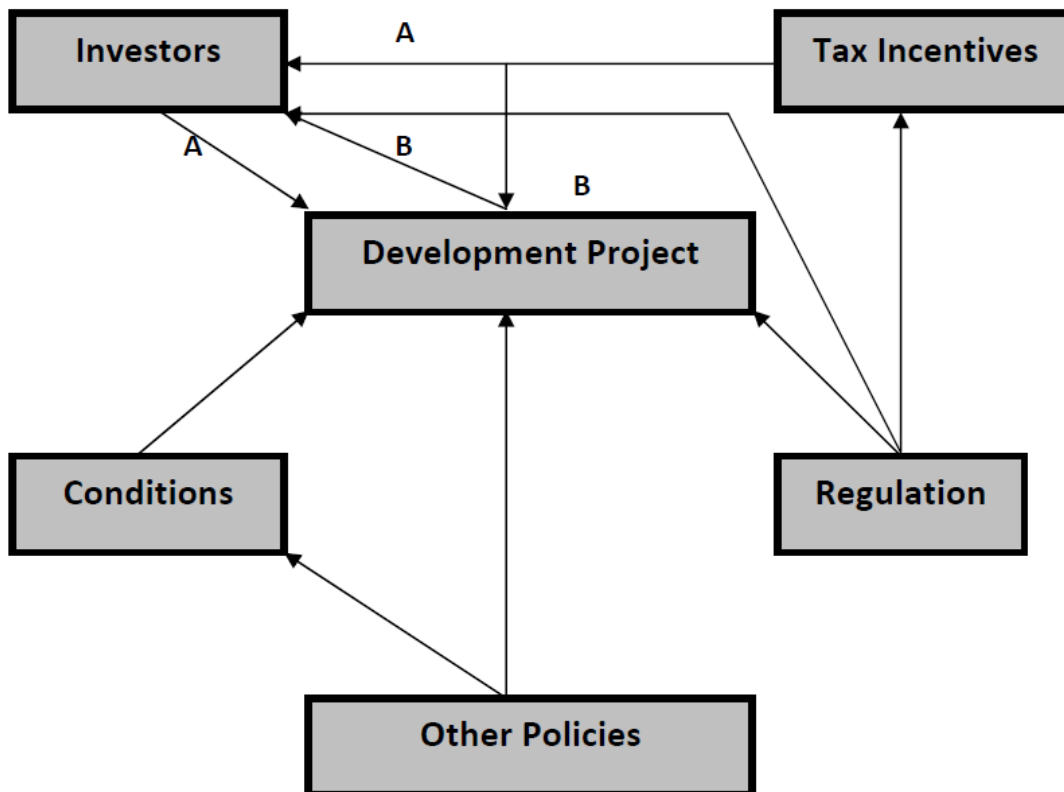 Investors
A
Tax Incentives
A
B
B
Development Project
Conditions
Regulation
Other Policies